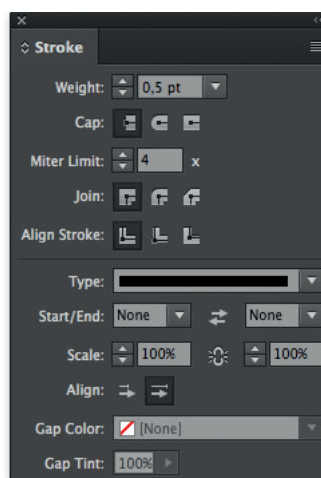 Stroke
Weight: 0,5 pt
Cap:
Miter Limit: 4 x
Join:
Align Stroke:
Type:
Start/End: None None
Scale: 100% 100%
Align:
Gap Color: [None]
Gap Tint: 100%